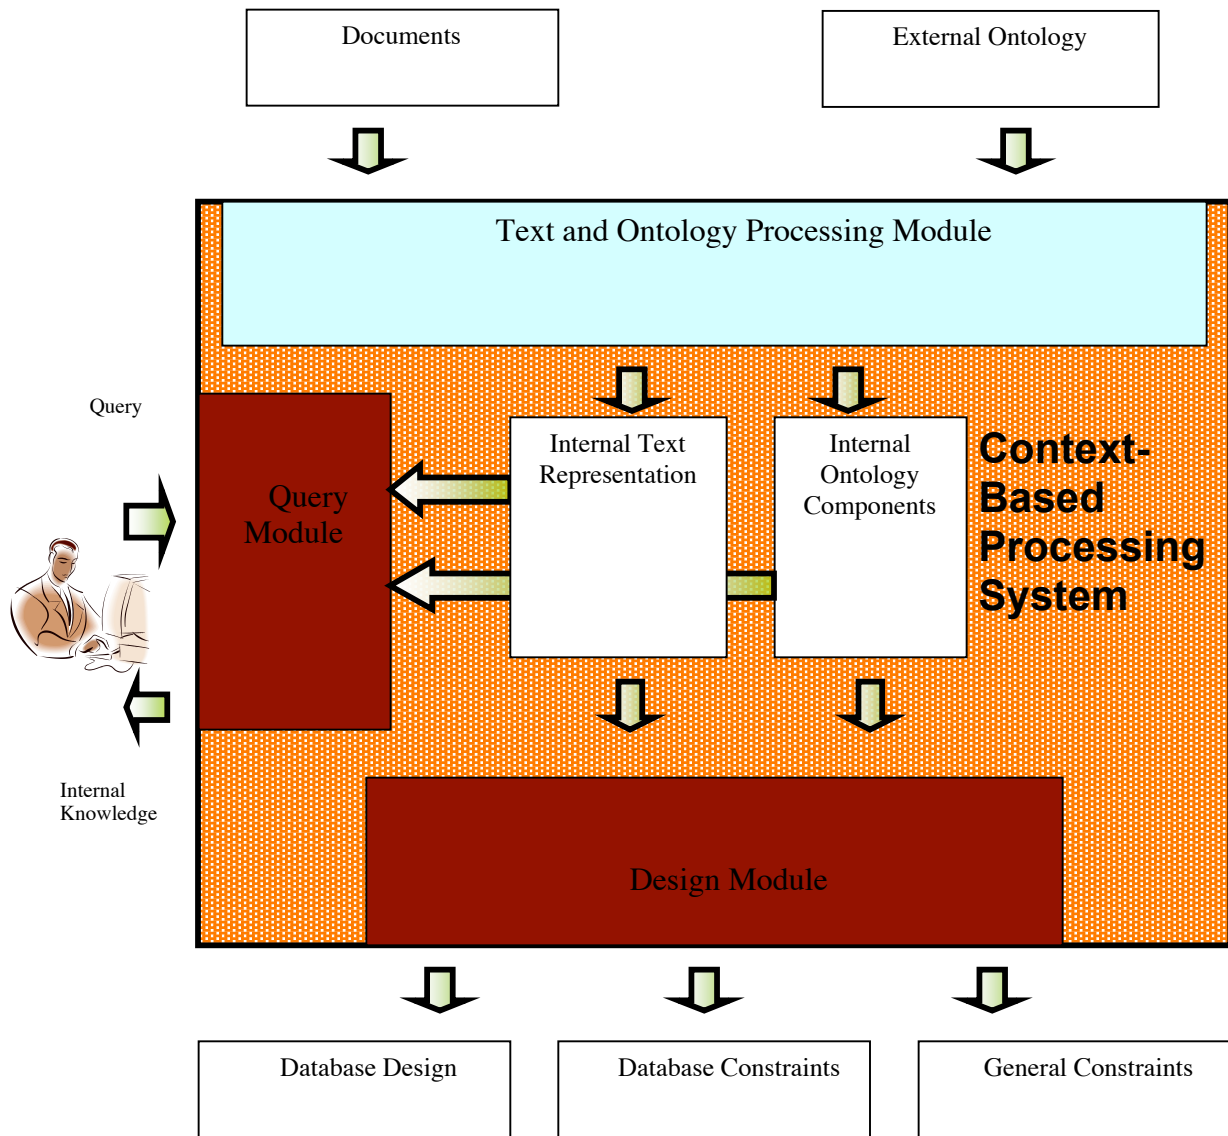 Documents
External Ontology
Text and Ontology Processing Module
Query
Internal Text
Representation
Internal
Ontology
Components
Context-
Based
Processing
System
Query
Module
Internal
Knowledge
Design Module
Database Design
Database Constraints
General Constraints